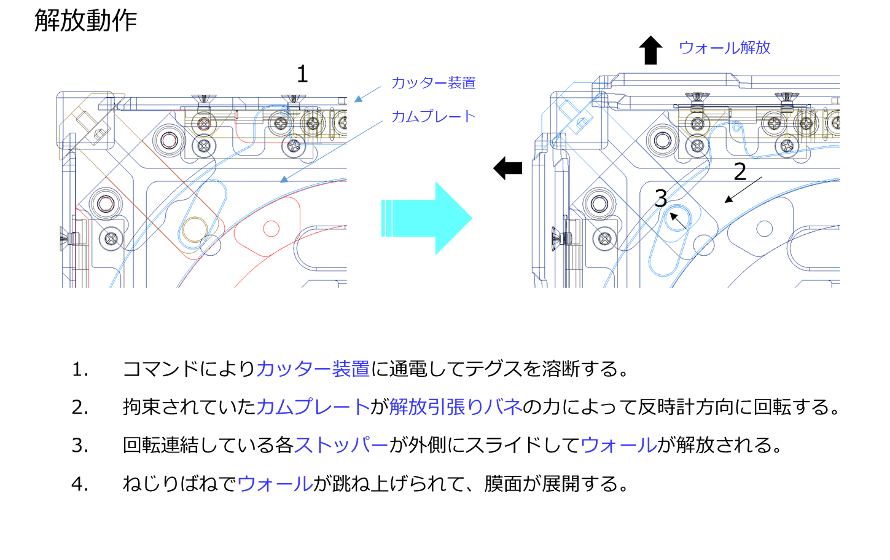 解放動作
1
カッター装置
カムプレート
ウォール解放
2
3
1. コマンドによりカッター装置に通電してテグスを溶断する。
2. 拘束されていたカムプレートが解放引張りバネの力によって反時計方向に回転する。
3. 回転連結している各ストッパーが外側にスライドしてウォールが解放される。
4. ねじりばねでウォールが跳ね上げられて、膜面が展開する。